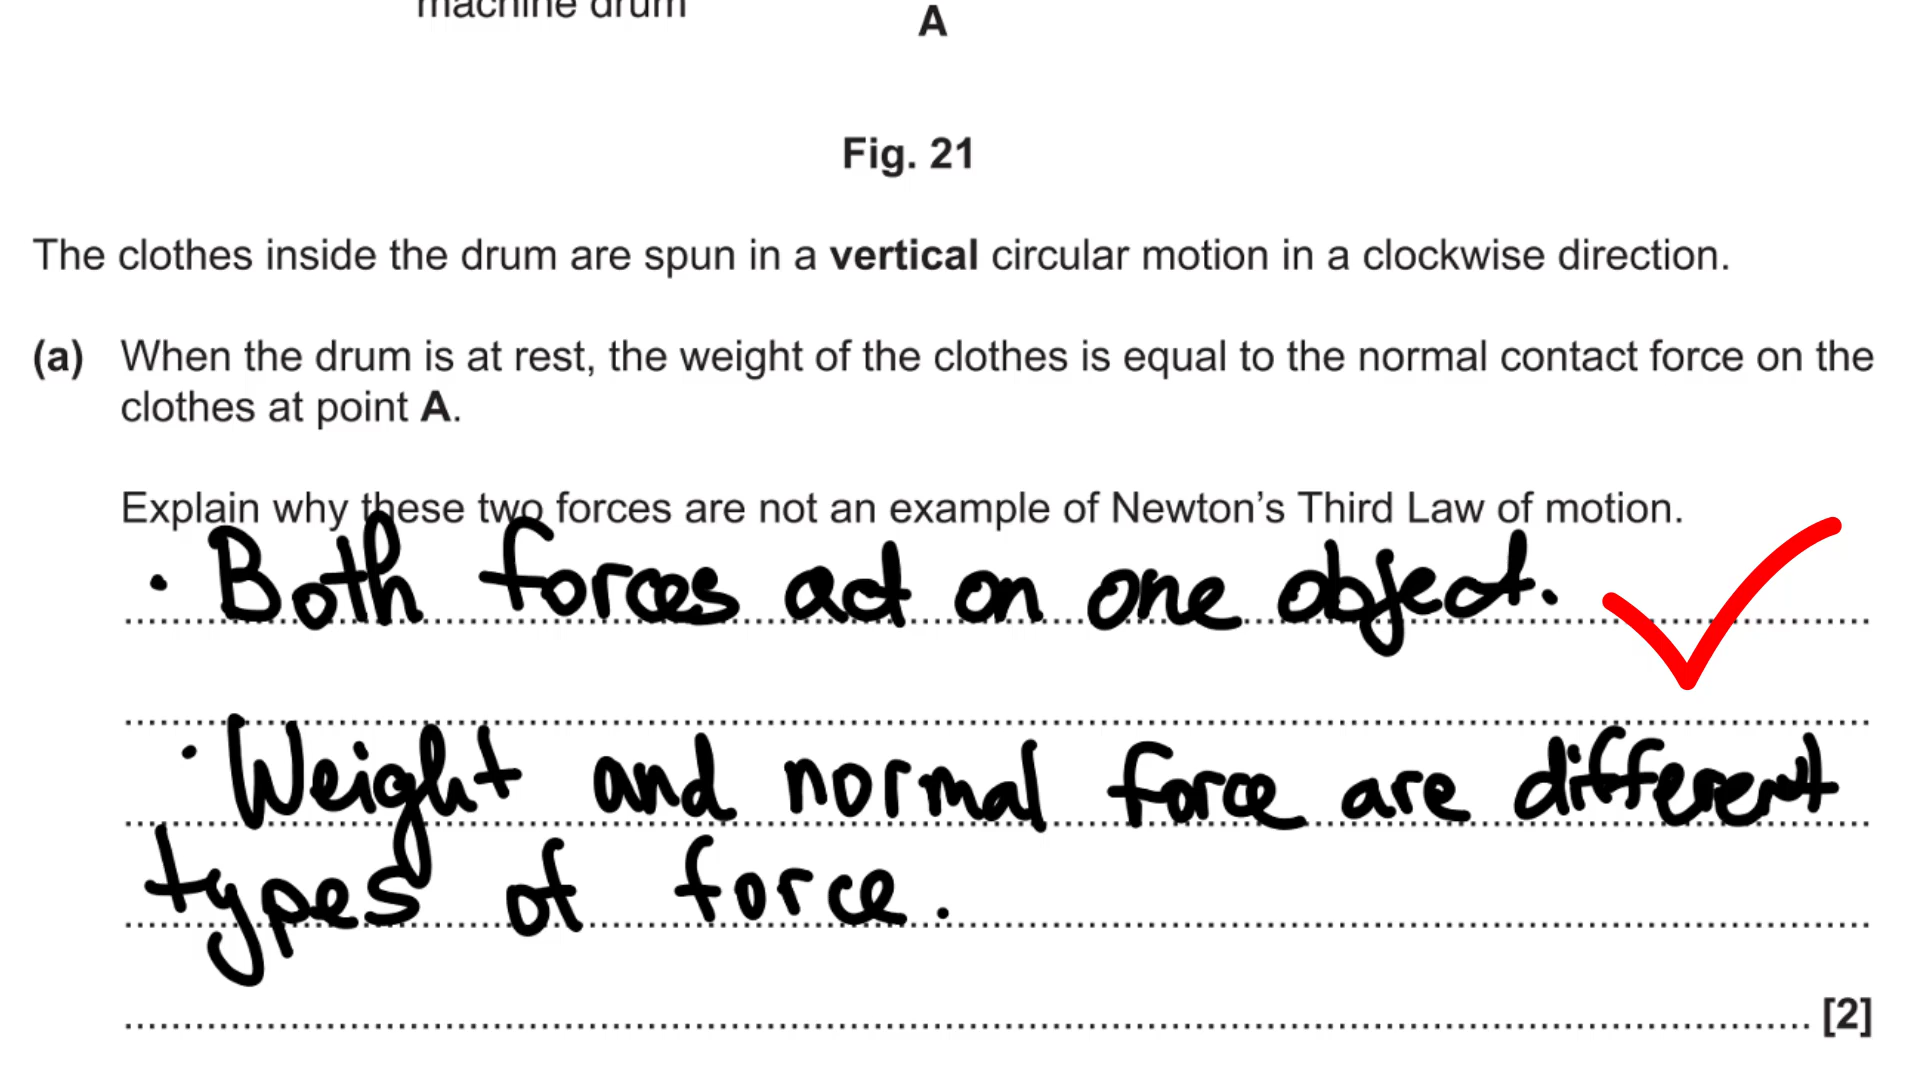 machine drum
A
Fig. 21
The clothes inside the drum are spun in a vertical circular motion in a clockwise direction.
(a) When the drum is at rest, the weight of the clothes is equal to the normal contact force on the
clothes at point A.
Explain why these two forces are not an example of Newton's Third Law of motion.
· Both forces act on one object.
· Weight and normal force are different
types of force.
[2]